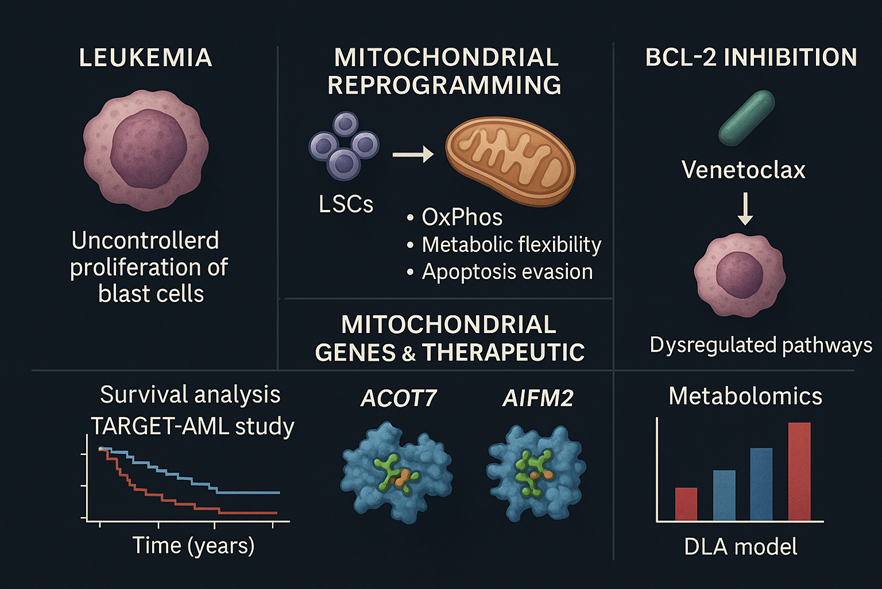 LEUKEMIA
Uncontrollerd
proliferation of
blast cells
MITOCHONDRIAL
REPROGRAMMING
LSCs
• OxPhos
• Metabolic flexibility
• Apoptosis evasion
BCL-2 INHIBITION
Venetoclax
Dysregulated pathways
MITOCHONDRIAL
GENES & THERAPEUTIC
Survival analysis
TARGET-AML study
Time (years)
ACOT7
AIFM2
Metabolomics
DLA model